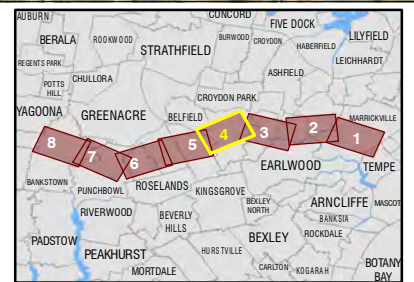 AUBURN
CONCORD
FIVE DOCK
BERALA
ROOKWOOD
STRATHFIELD
BURWOOD
CROYDON
HABERFIELD
LILYFIELD
REGENTS PARK
CHULLORA
ASHFIELD
LEICHHARDT
POTTS
HILL
YAGOONA
GREENACRE
BELFIELD
CROYDON PARK
MARRICKVILLE
8
7
6
5
4
3
2
1
BANKSTOWN
PUNCHBOWL
ROSELANDS
KINGSGROVE
EARLWOOD
TEMPE
RIVERWOOD
BEVERLY
HILLS
BEXLEY
NORTH
ARNCLIFFE
MASCOT
BANKSIA
PADSTOW
PEAKHURST
HURSTVILLE
BEXLEY
ROCKDALE
MORTDALE
CARLTON
KOGARAH
BOTANY
BAY